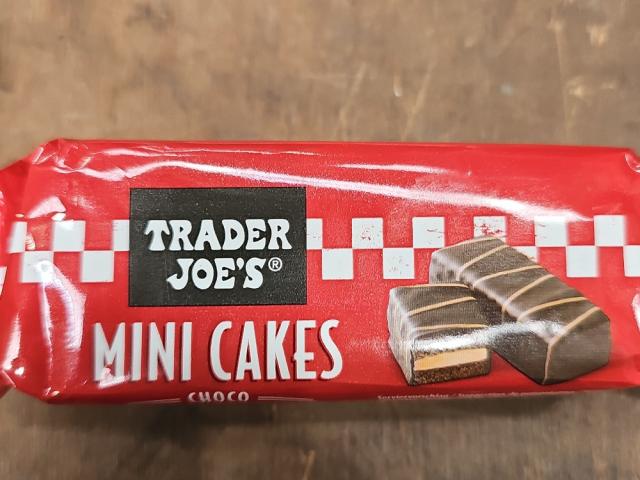 TRADER
JOE'S®
MINI CAKES
CHOCO